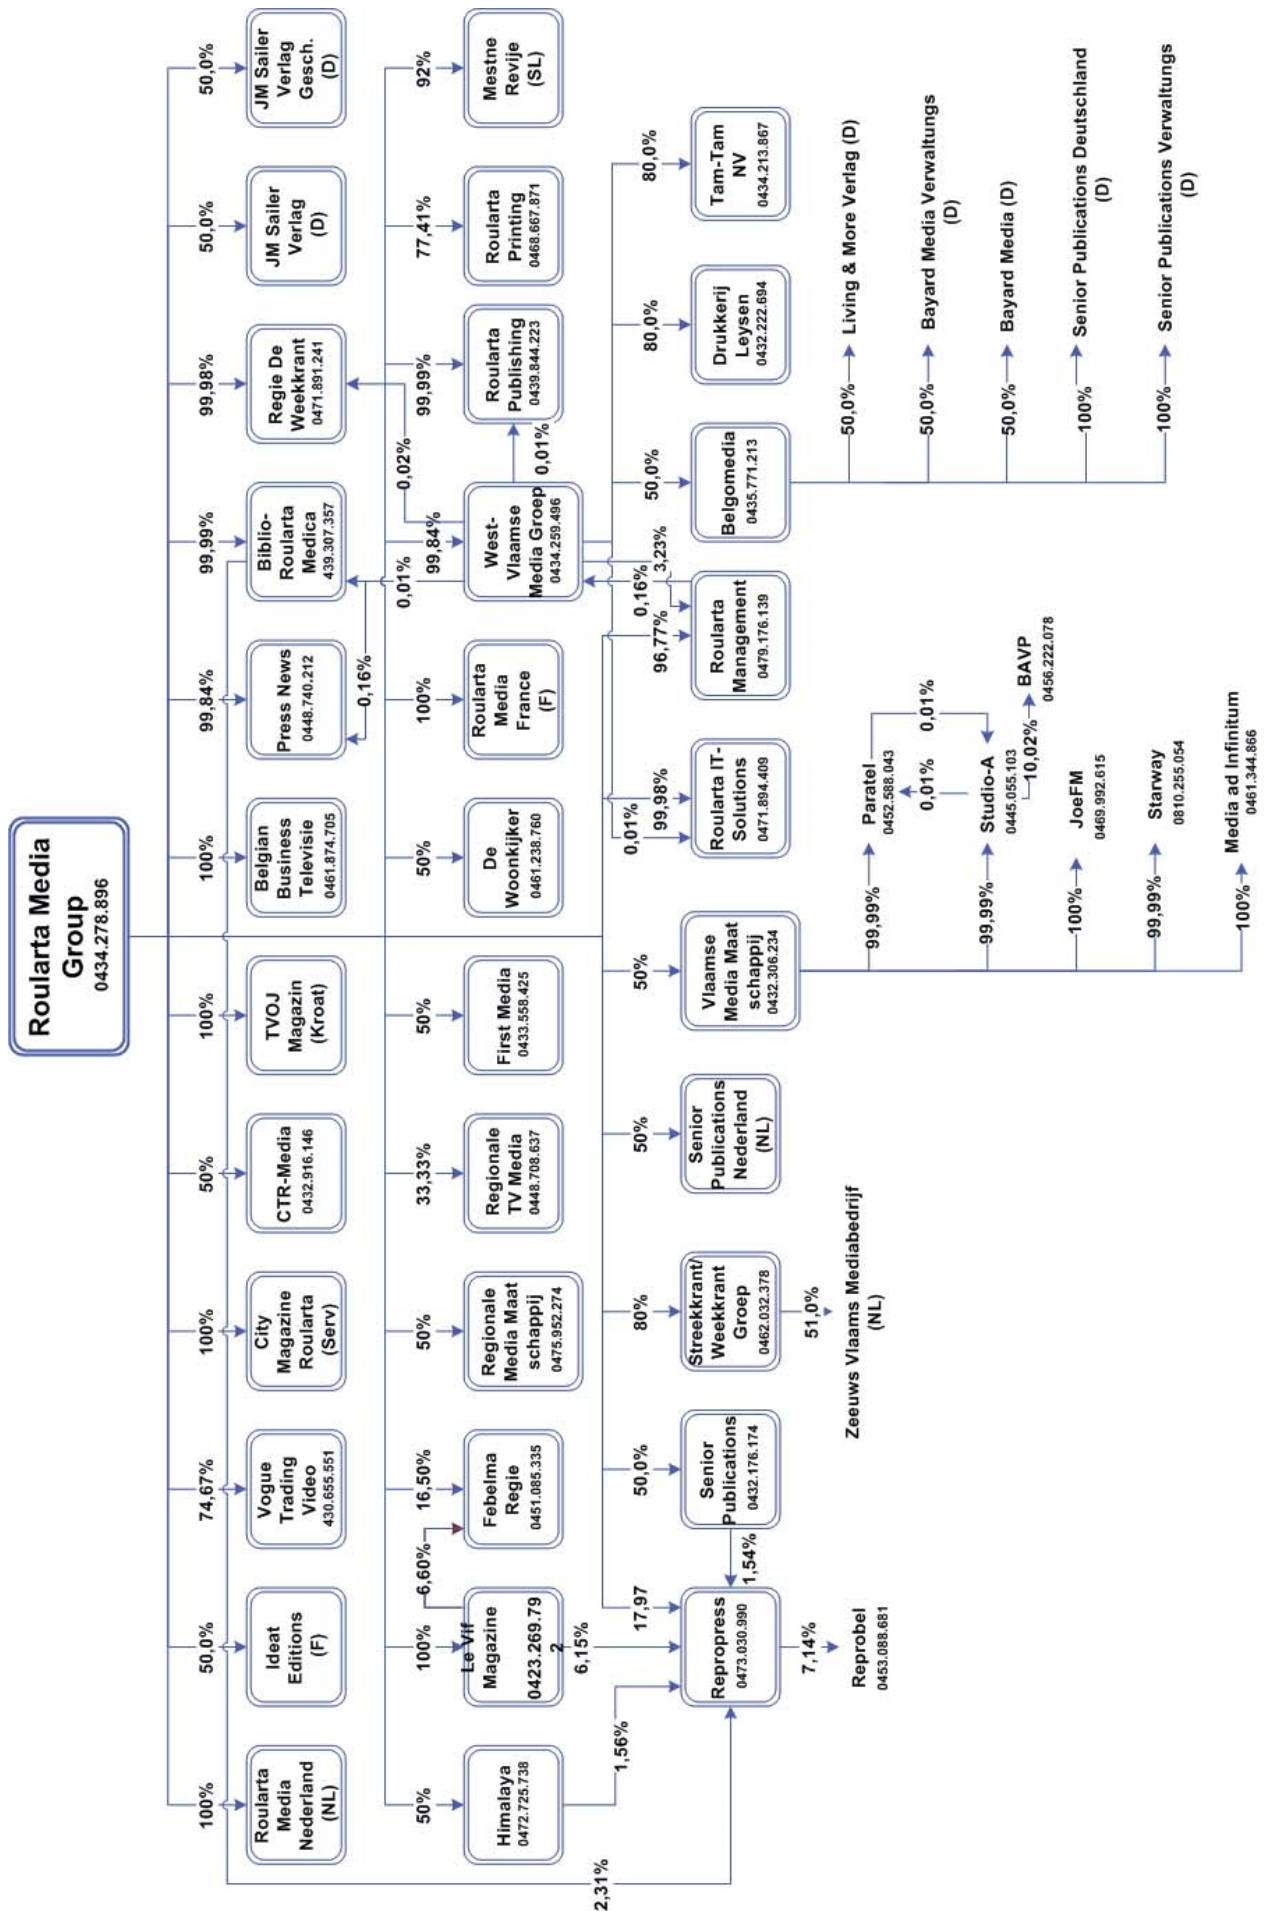 Roularta Media
Group
0434.278.896
100%
50,0%
74,67%
100%
50%
100%
100%
99,84%
99,99%
99,98%
50,0%
50,0%
Roularta
Media
Nederland
(NL)
Ideat
Editions
(F)
Vogue
Trading
Video
430.655.551
City
Magazine
Roularta
(Serv)
CTR-Media
0432.916.146
TVOJ
Magazin
(Kroat)
Belgian
Business
Televisie
0461.874.705
Press News
0448.740.212
Biblio-
Roularta
Medica
439.307.357
Regie De
Weekkrant
0471.891.241
JM Sailer
Verlag
(D)
JM Sailer
Verlag
Gesch.
(D)
0,16%
0,01%
0,02%
50%
100%
6,60%
16,50%
50%
33,33%
50%
50%
100%
99,84%
99,99%
77,41%
92%
Himalaya
0472.725.738
Le Vif
Magazine
0423.269.79
2
Febelma
Regie
0451.085.335
Regionale
Media Maat
schappij
0475.952.274
Regionale
TV Media
0448.708.637
First Media
0433.558.425
De
Woonkijker
0461.238.760
Roularta
Media
France
(F)
West-
Vlaamse
Media Groep
0434.259.496
Roularta
Publishing
0439.844.223
Roularta
Printing
0468.667.871
Mestne
Revije
(SL)
0,01%
2,31%
1,56%
6,15%
17,97
50,0%
80%
50%
50%
0,01%
99,98%
96,77%
0,16%
3,23%
50,0%
80,0%
80,0%
Repropress
0473.030.990
1,54%
Senior
Publications
0432.176.174
Streekkrant/
Weekkrant
Groep
0462.032.378
Senior
Publications
Nederland
(NL)
Vlaamse
Media Maat
schappij
0432.306.234
Roularta IT-
Solutions
0471.894.409
Roularta
Management
0479.176.139
Belgomedia
0435.771.213
Drukkerij
Leysen
0432.222.694
Tam-Tam
NV
0434.213.867
7,14%
Reprobel
0453.088.681
51,0%
Zeeuws Vlaams Mediabedrijf
(NL)
99,99%
Paratel
0452.588.043
0,01%
0,01%
99,99%
Studio-A
0445.055.103
10,02%
BAVP
0456.222.078
100%
JoeFM
0469.992.615
99,99%
Starway
0810.255.054
100%
Media ad Infinitum
0461.344.866
50,0%
Living & More Verlag (D)
50,0%
Bayard Media Verwaltungs
(D)
50,0%
Bayard Media (D)
100%
Senior Publications Deutschland
(D)
100%
Senior Publications Verwaltungs
(D)